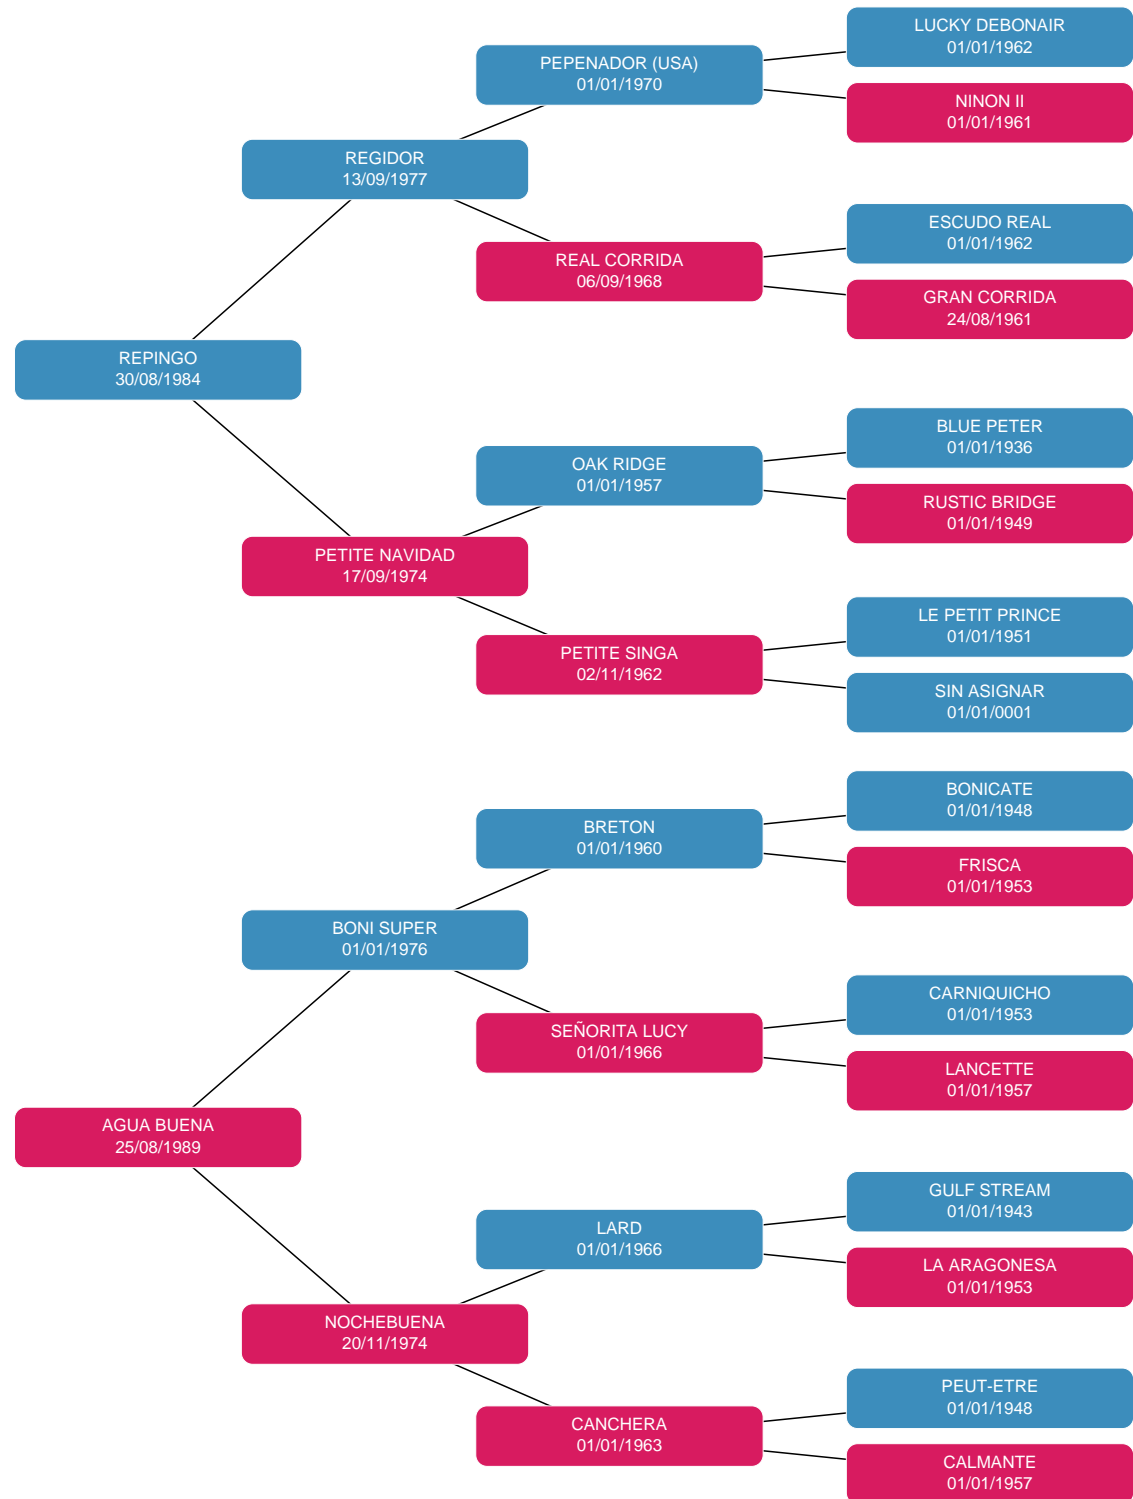 LUCKY DEBONAIR
01/01/1962
PEPENADOR (USA)
01/01/1970
NINON II
01/01/1961
REGIDOR
13/09/1977
ESCUDO REAL
01/01/1962
REAL CORRIDA
06/09/1968
GRAN CORRIDA
24/08/1961
REPINGO
30/08/1984
BLUE PETER
01/01/1936
OAK RIDGE
01/01/1957
RUSTIC BRIDGE
01/01/1949
PETITE NAVIDAD
17/09/1974
LE PETIT PRINCE
01/01/1951
PETITE SINGA
02/11/1962
SIN ASIGNAR
01/01/0001
BONICATE
01/01/1948
BRETON
01/01/1960
FRISCA
01/01/1953
BONI SUPER
01/01/1976
CARNIQUICHO
01/01/1953
SEÑORITA LUCY
01/01/1966
LANCETTE
01/01/1957
AGUA BUENA
25/08/1989
GULF STREAM
01/01/1943
LARD
01/01/1966
LA ARAGONESA
01/01/1953
NOCHEBUENA
20/11/1974
PEUT-ETRE
01/01/1948
CANCHERA
01/01/1963
CALMANTE
01/01/1957